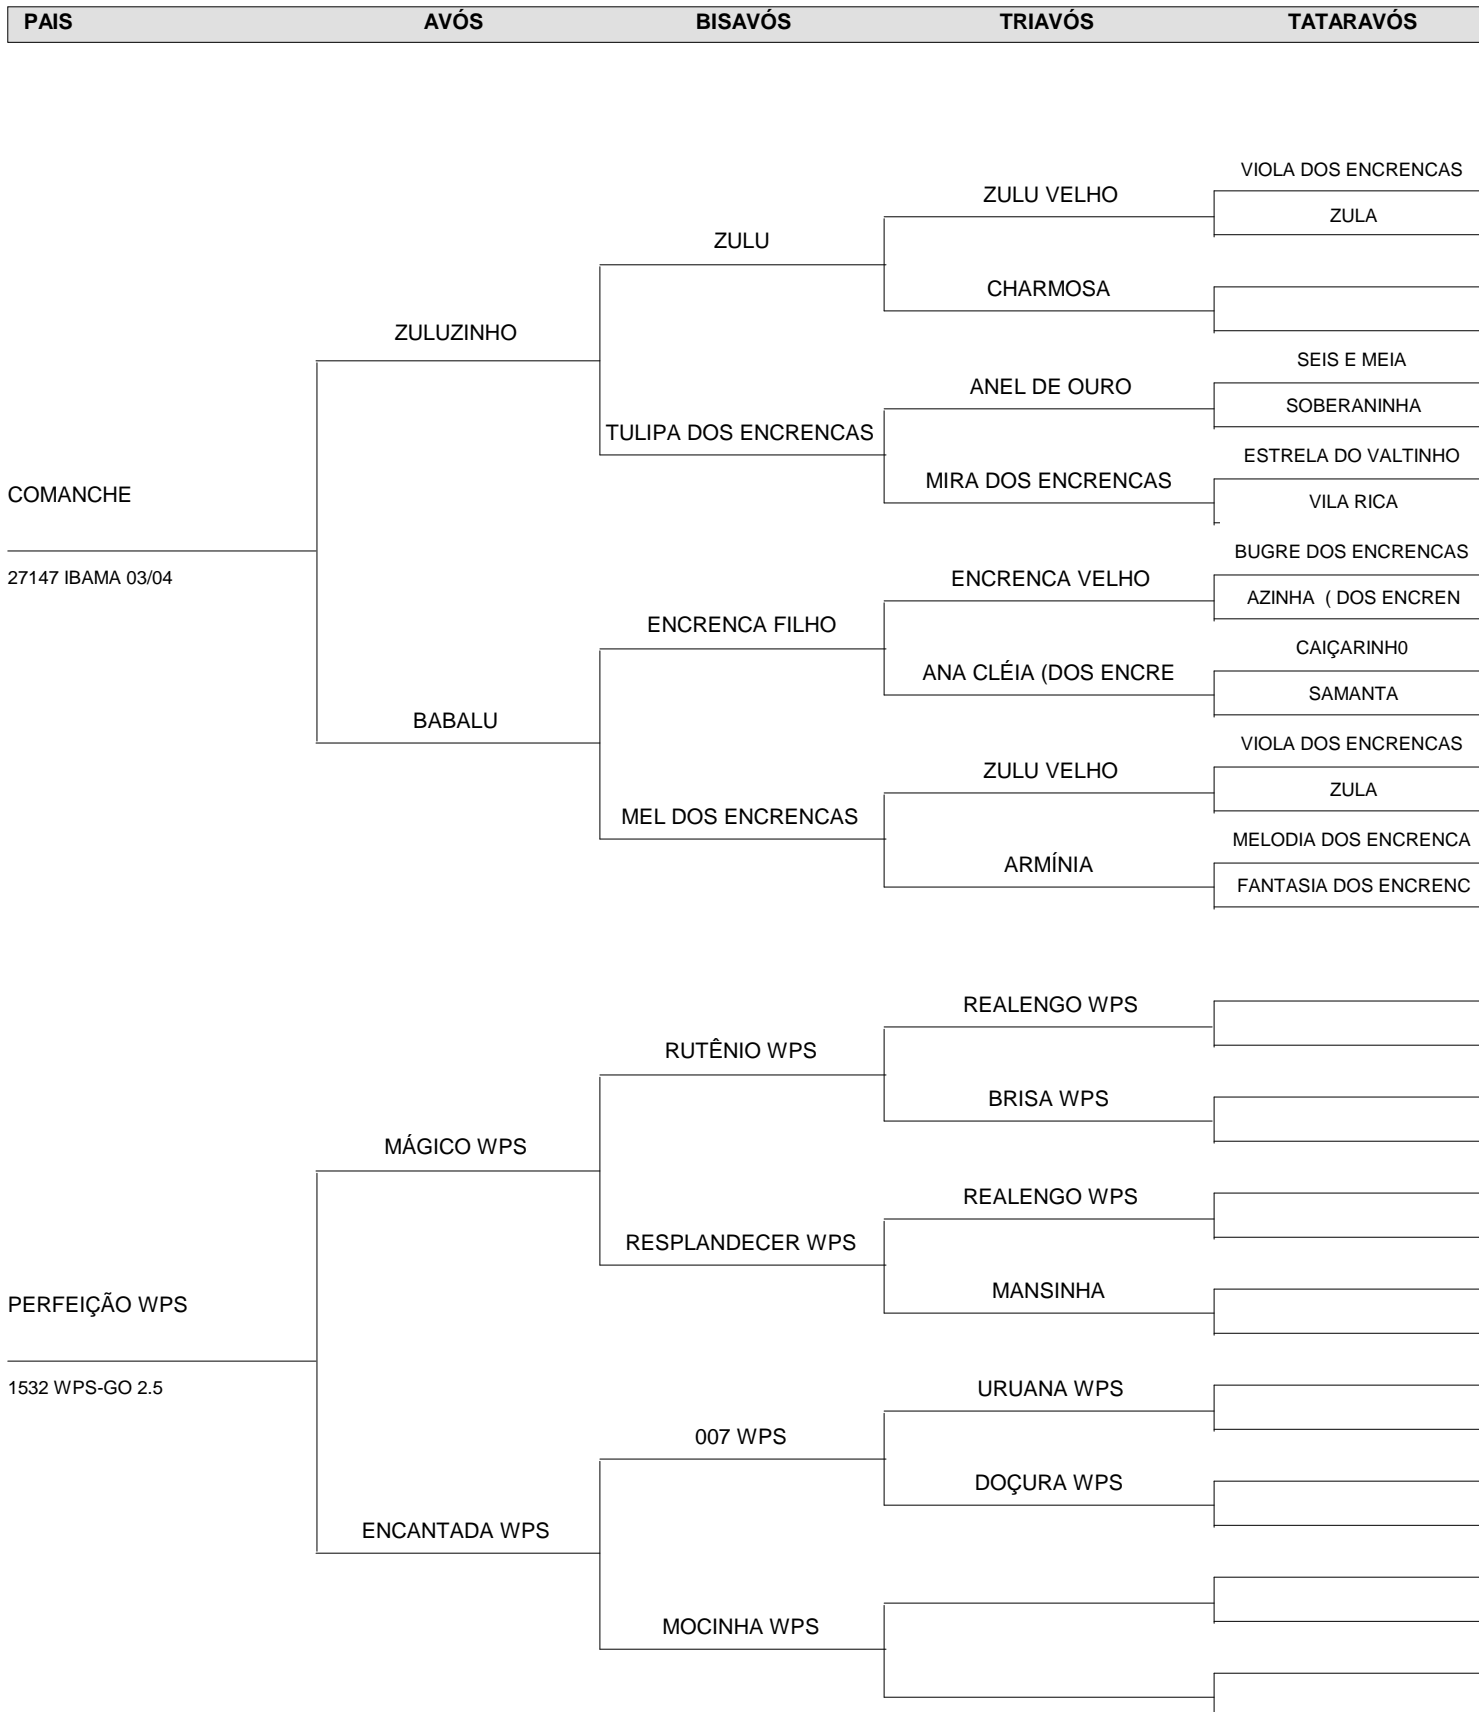 PAIS AVÓS BISAVÓS TRIAVÓS TATARAVÓS
VIOLA DOS ENCRENCAS
ZULU VELHO
ZULA
ZULU
CHARMOSA
ZULUZINHO
SEIS E MEIA
ANEL DE OURO
SOBERANINHA
TULIPA DOS ENCRENCAS
ESTRELA DO VALTINHO
MIRA DOS ENCRENCAS
COMANCHE
VILA RICA
BUGRE DOS ENCRENCAS
27147 IBAMA 03/04
ENCRENCA VELHO
AZINHA ( DOS ENCREN
ENCRENCA FILHO
CAIÇARINH0
ANA CLÉIA (DOS ENCRE
SAMANTA
BABALU
VIOLA DOS ENCRENCAS
ZULU VELHO
ZULA
MEL DOS ENCRENCAS
MELODIA DOS ENCRENCA
ARMÍNIA
FANTASIA DOS ENCRENC
REALENGO WPS
RUTÊNIO WPS
BRISA WPS
MÁGICO WPS
REALENGO WPS
RESPLANDECER WPS
MANSINHA
PERFEIÇÃO WPS
1532 WPS-GO 2.5
URUANA WPS
007 WPS
DOÇURA WPS
ENCANTADA WPS
MOCINHA WPS